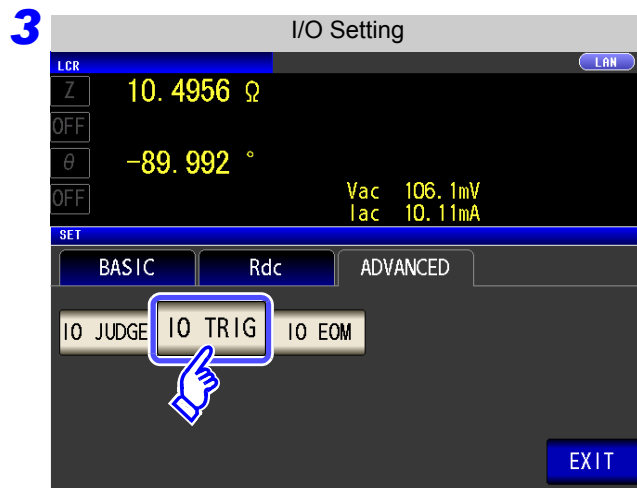 3
I/O Setting
LCR LAN
Z 10.4956 Ω
OFF
θ -89.992 °
OFF Vac 106.1mV
Iac 10.11mA
SET
BASIC Rdc ADVANCED
IO JUDGE IO TRIG IO EOM
EXIT